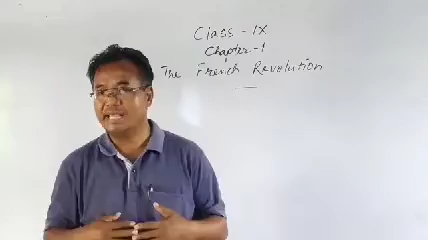 Class - IX
Chapter - 1
The French Revolution